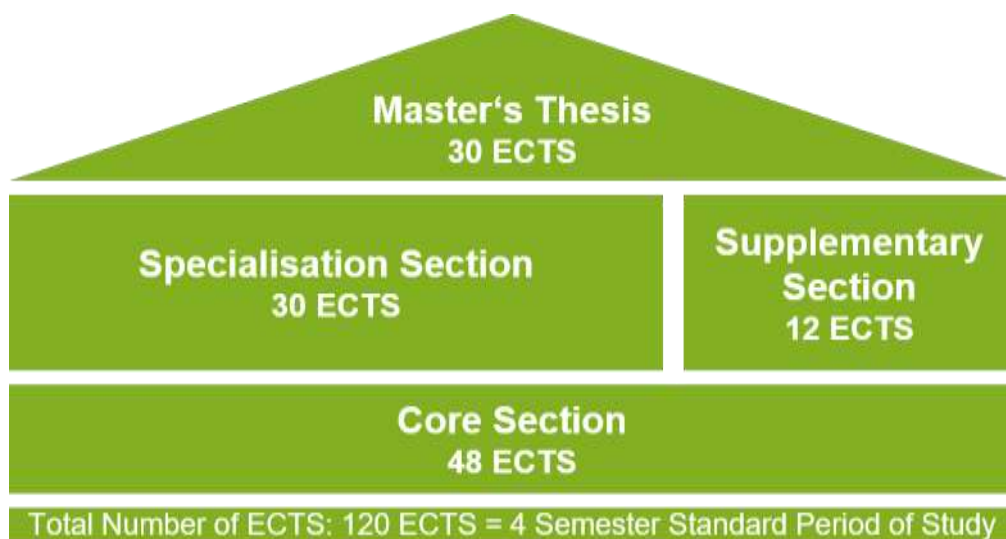 Master‘s Thesis
30 ECTS
Specialisation Section
30 ECTS
Supplementary
Section
12 ECTS
Core Section
48 ECTS
Total Number of ECTS: 120 ECTS = 4 Semester Standard Period of Study